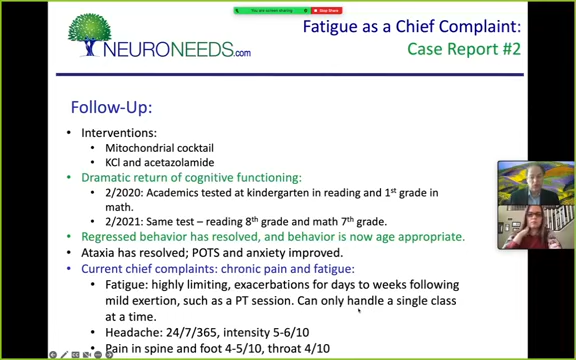 You are screen sharing Stop Share
NEURONEEDS.com
Fatigue as a Chief Complaint:
Case Report #2
Follow-Up:
• Interventions:
• Mitochondrial cocktail
• KCl and acetazolamide
• Dramatic return of cognitive functioning:
• 2/2020: Academics tested at kindergarten in reading and 1st grade in
math.
• 2/2021: Same test – reading 8th grade and math 7th grade.
• Regressed behavior has resolved, and behavior is now age appropriate.
• Ataxia has resolved; POTS and anxiety improved.
• Current chief complaints: chronic pain and fatigue:
• Fatigue: highly limiting, exacerbations for days to weeks following
mild exertion, such as a PT session. Can only handle a single class
at a time.
• Headache: 24/7/365, intensity 5-6/10
• Pain in spine and foot 4-5/10, throat 4/10